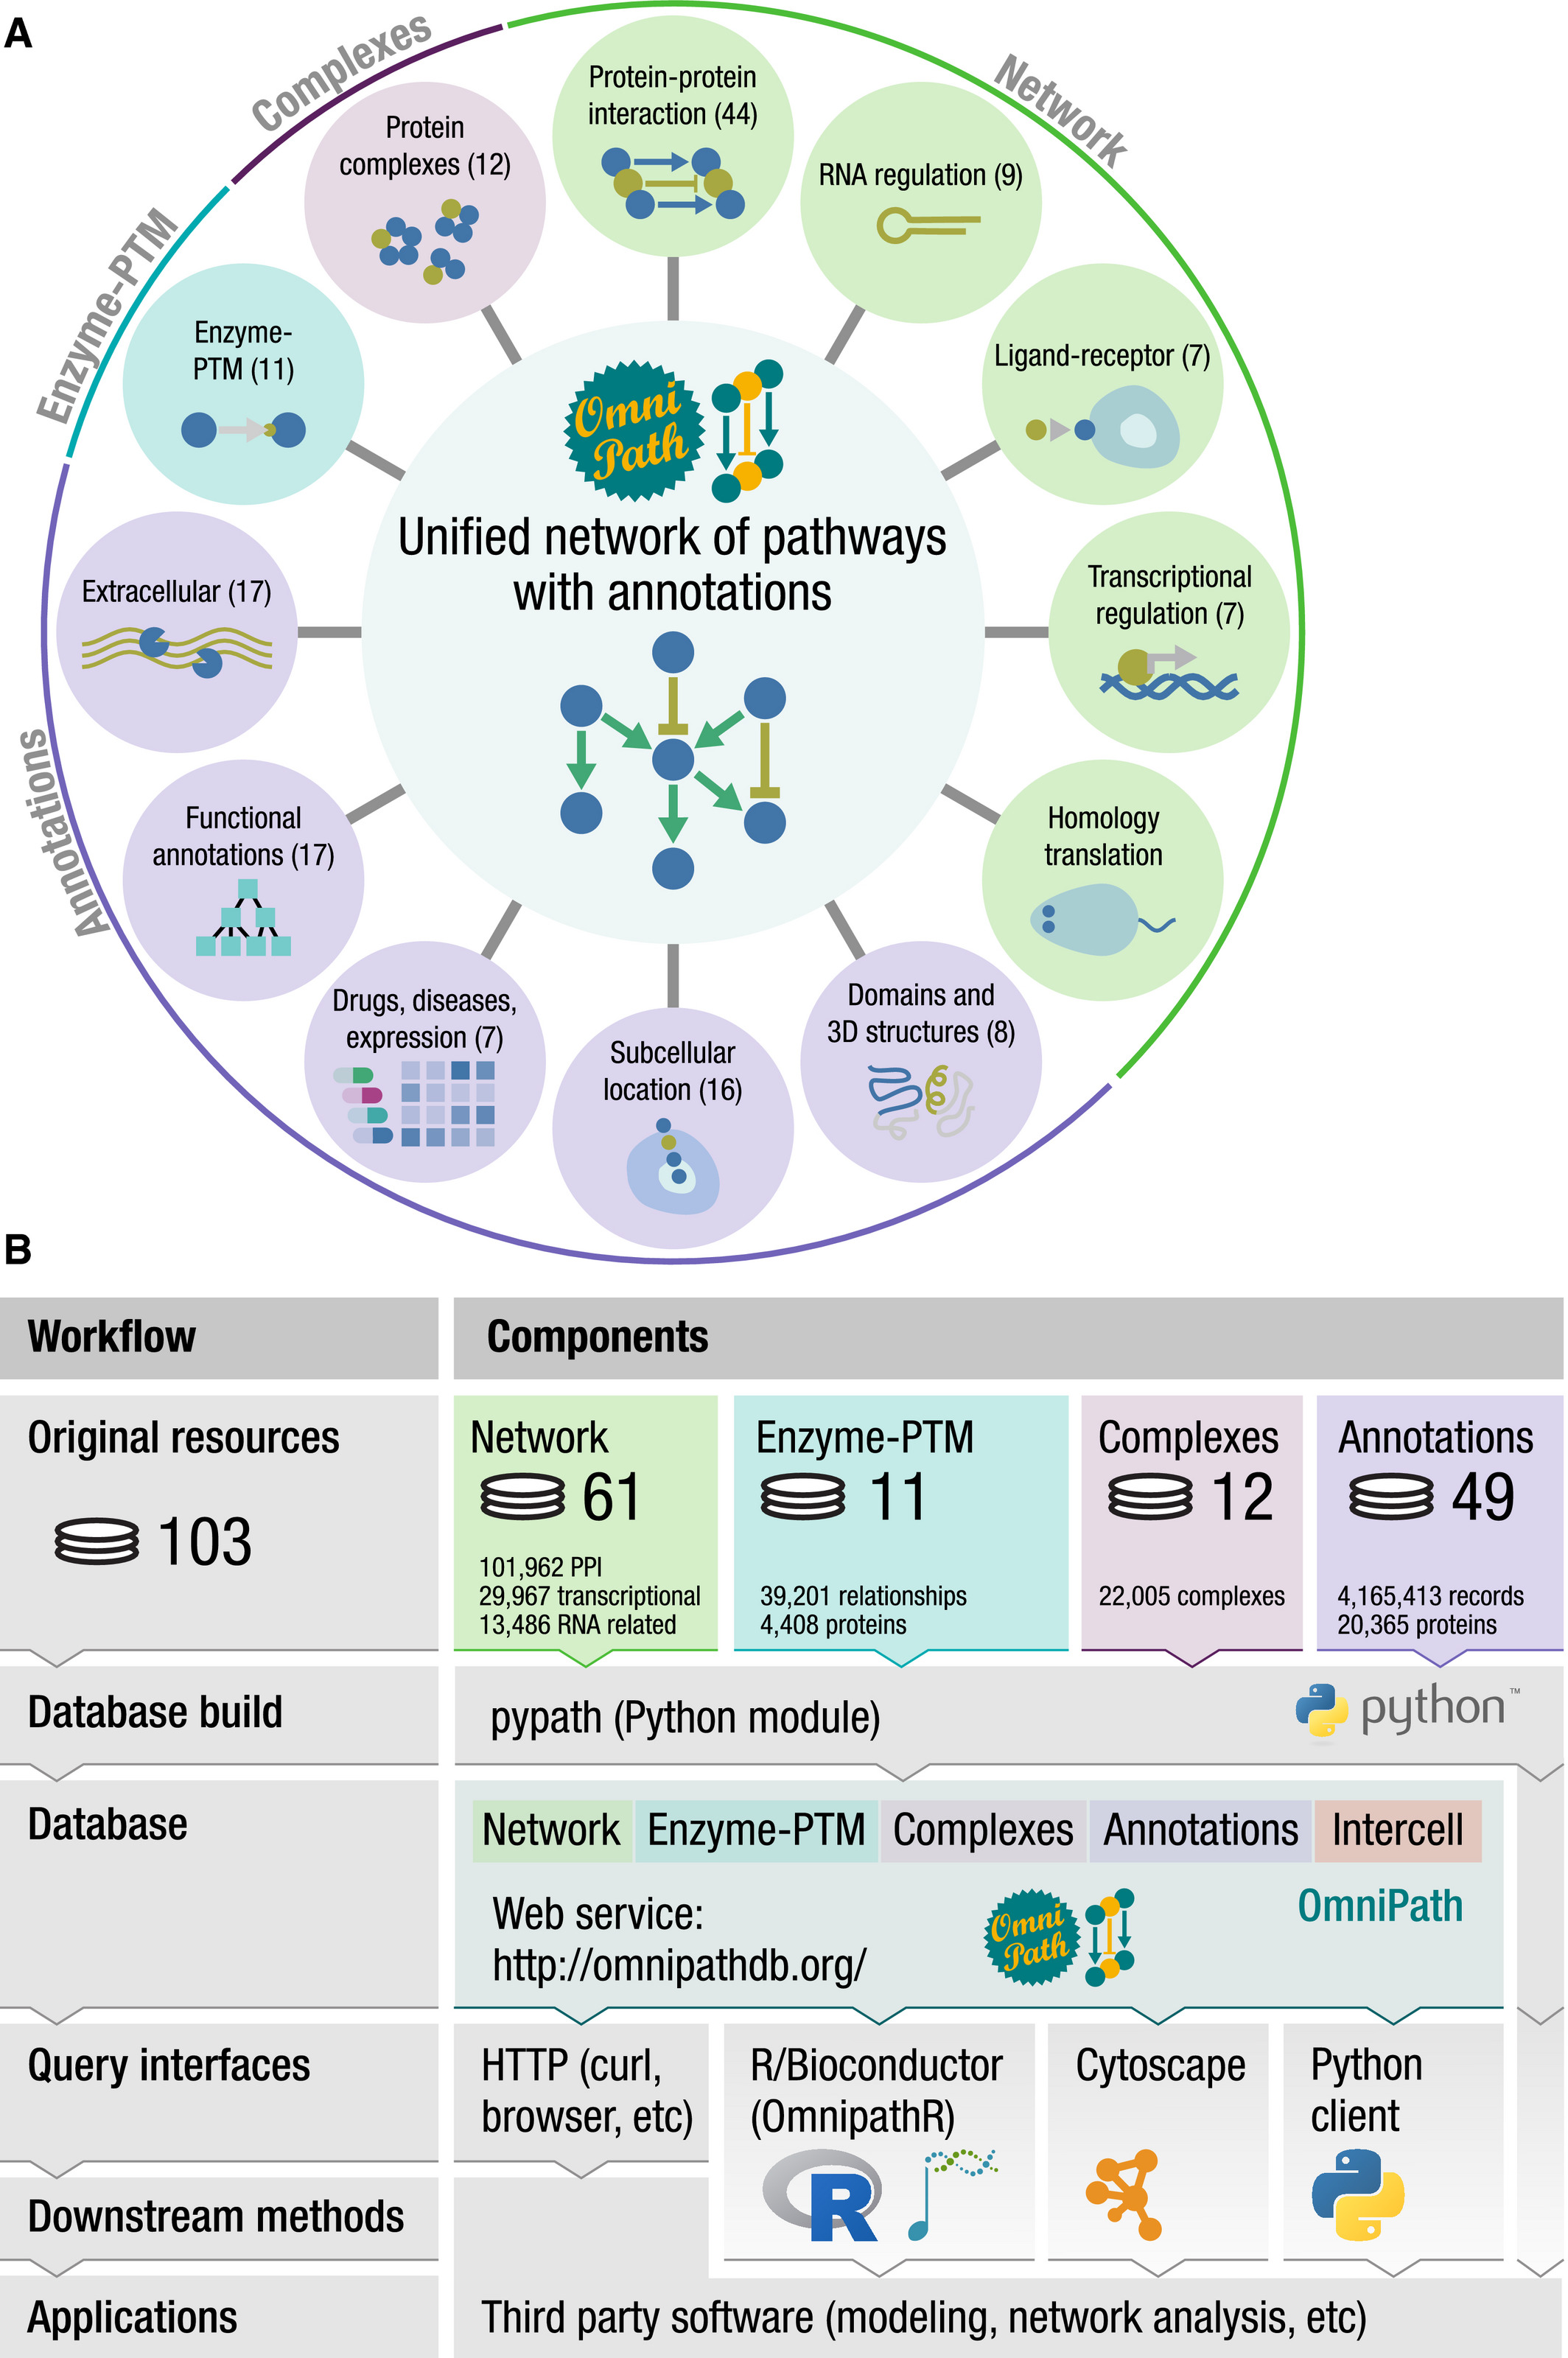 A
Complexes
Network
Enzyme-PTM
Annotations
Protein-protein
interaction (44)
Protein
complexes (12)
RNA regulation (9)
Enzyme-
PTM (11)
Ligand-receptor (7)
Omni
Path
Unified network of pathways
with annotations
Extracellular (17)
Transcriptional
regulation (7)
Functional
annotations (17)
Homology
translation
Drugs, diseases,
expression (7)
Domains and
3D structures (8)
Subcellular
location (16)
B
Workflow
Components
Original resources
103
Network
61
101,962 PPI
29,967 transcriptional
13,486 RNA related
Enzyme-PTM
11
39,201 relationships
4,408 proteins
Complexes
12
22,005 complexes
Annotations
49
4,165,413 records
20,365 proteins
Database build
pypath (Python module)
python™
Database
Network Enzyme-PTM Complexes Annotations Intercell
Web service:
http://omnipathdb.org/
Omni
Path
OmniPath
Query interfaces
HTTP (curl,
browser, etc)
R/Bioconductor
(OmnipathR)
R
Cytoscape
Python
client
Downstream methods
Applications
Third party software (modeling, network analysis, etc)